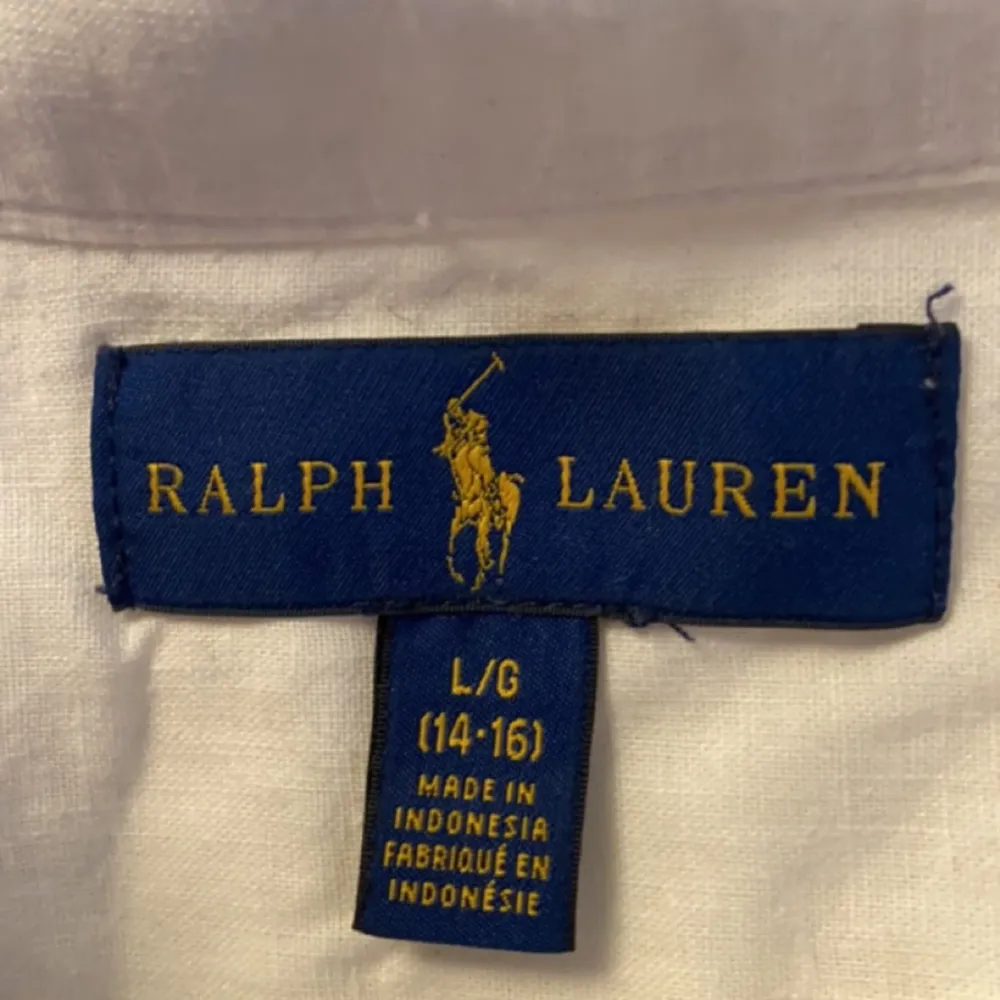 RALPH LAUREN
L/G
(14-16)
MADE IN
INDONESIA
FABRIQUÉ EN
INDONÉSIE